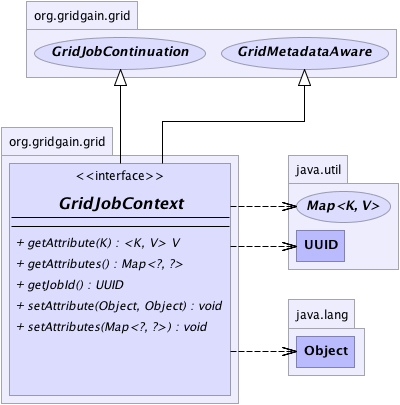 org.gridgain.grid
GridJobContinuation
GridMetadataAware
org.gridgain.grid
<<interface>>
GridJobContext
+ getAttribute(K) : <K, V> V
+ getAttributes() : Map<?, ?>
+ getJobId() : UUID
+ setAttribute(Object, Object) : void
+ setAttributes(Map<?, ?>) : void
java.util
Map<K, V>
UUID
java.lang
Object